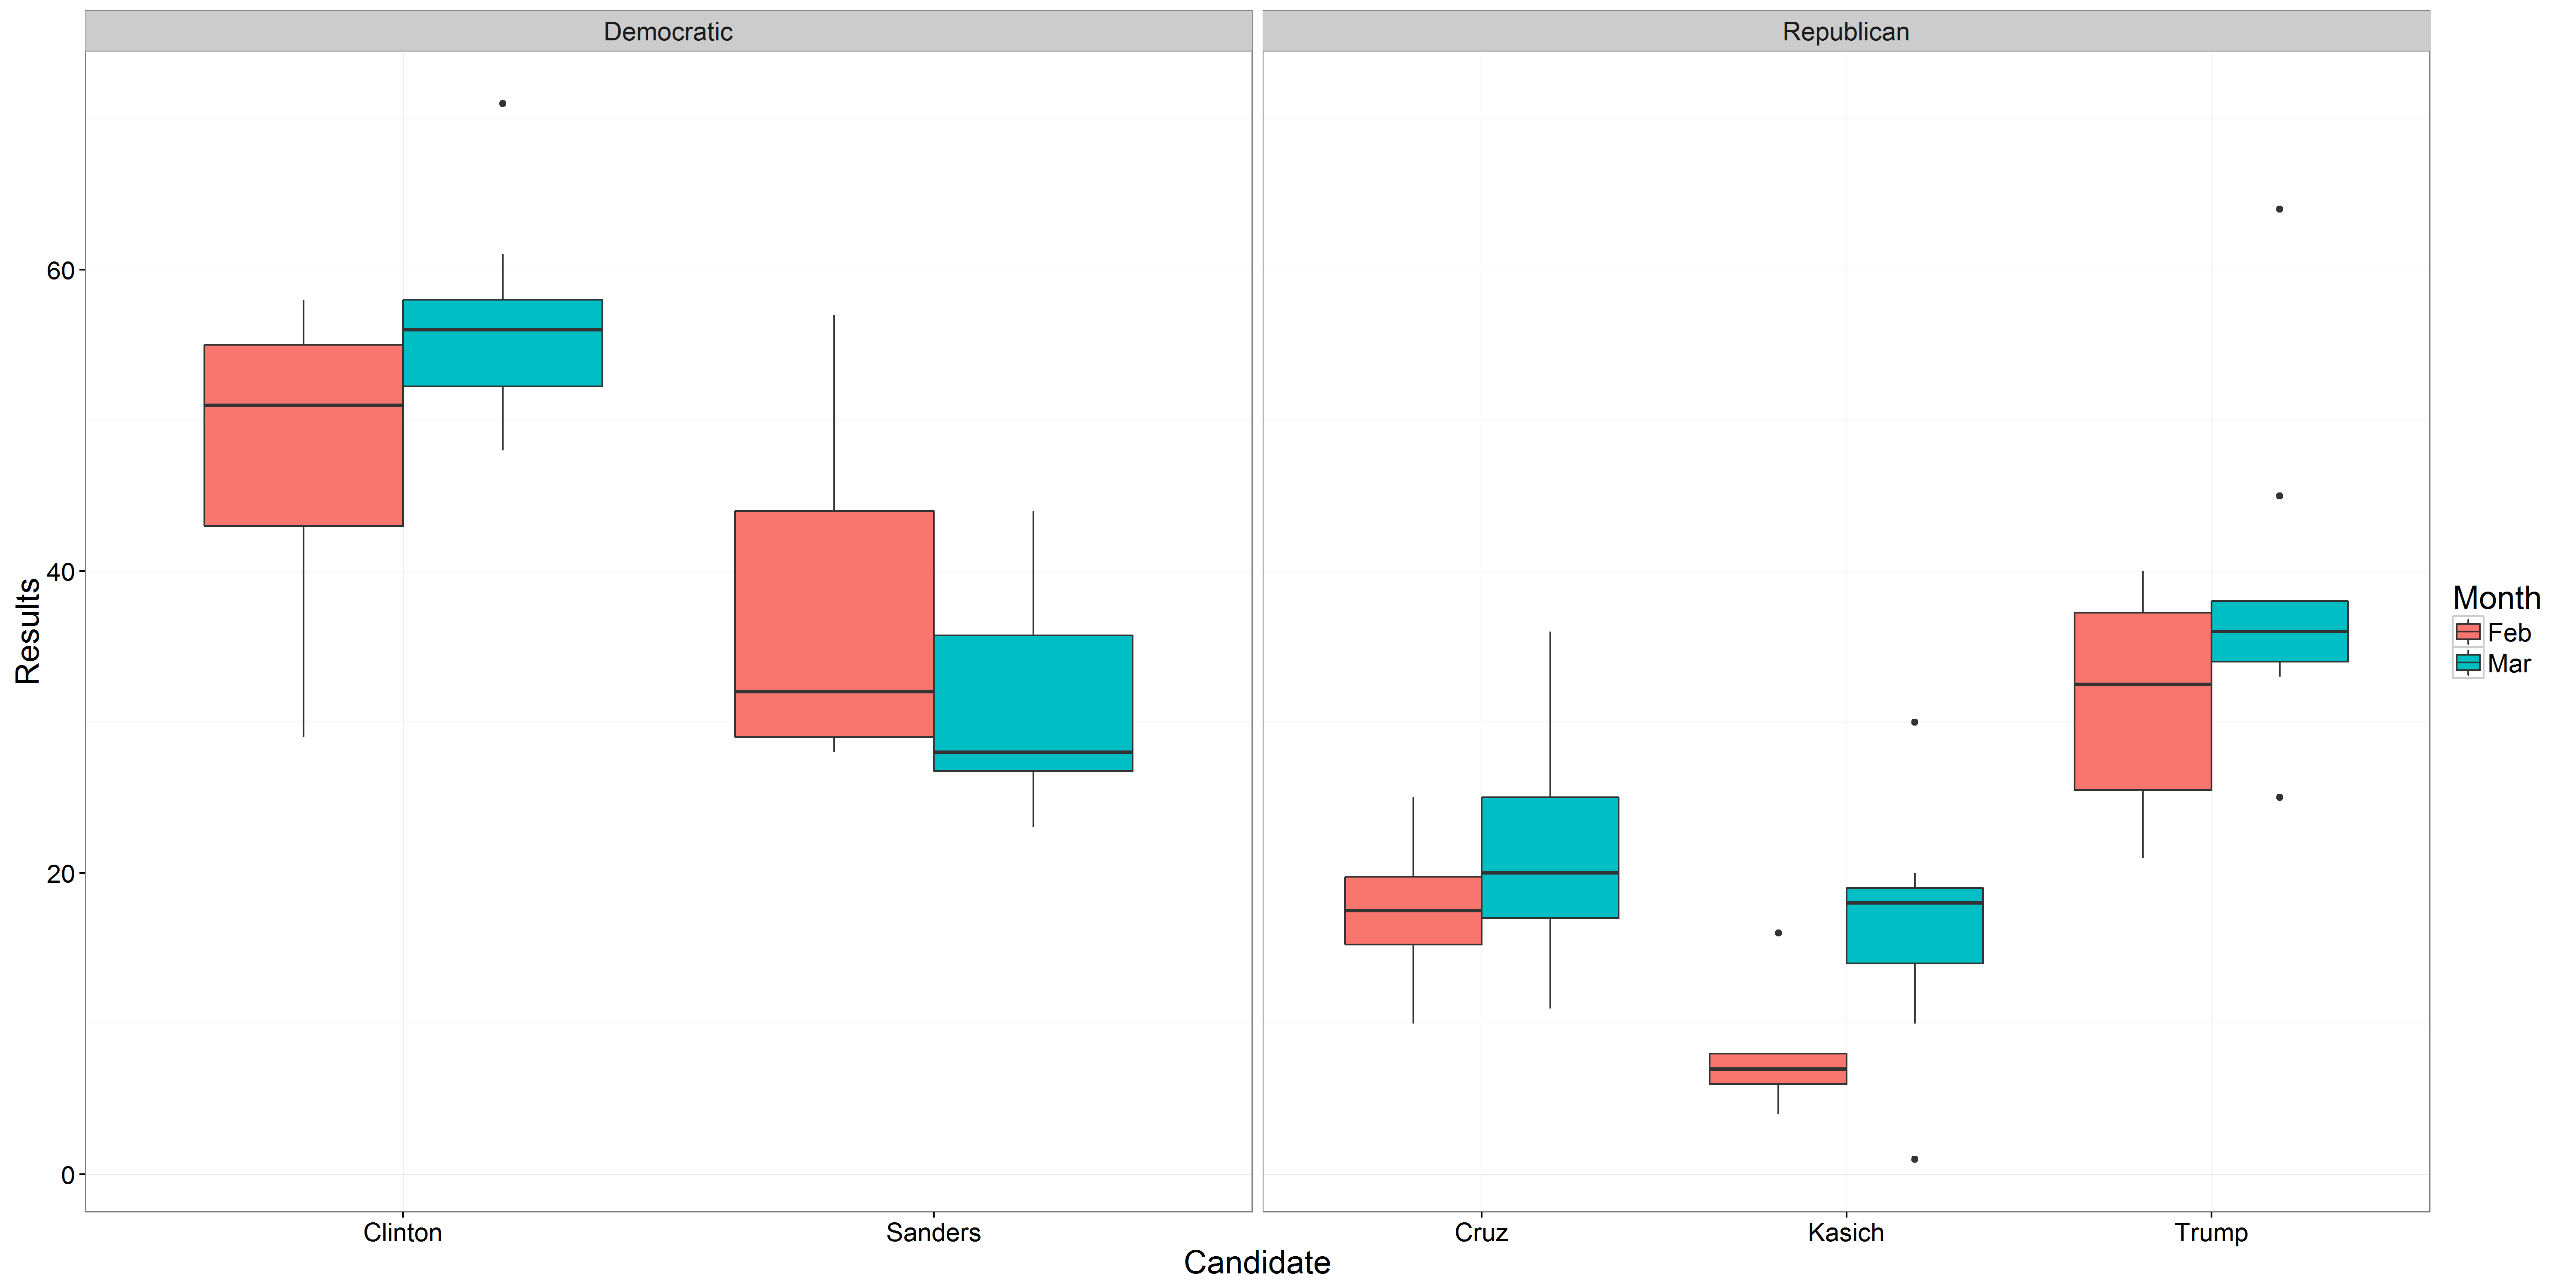 Democratic
Republican
Results
60
40
20
0
Clinton
Sanders
Cruz
Kasich
Trump
Candidate
Month
Feb
Mar